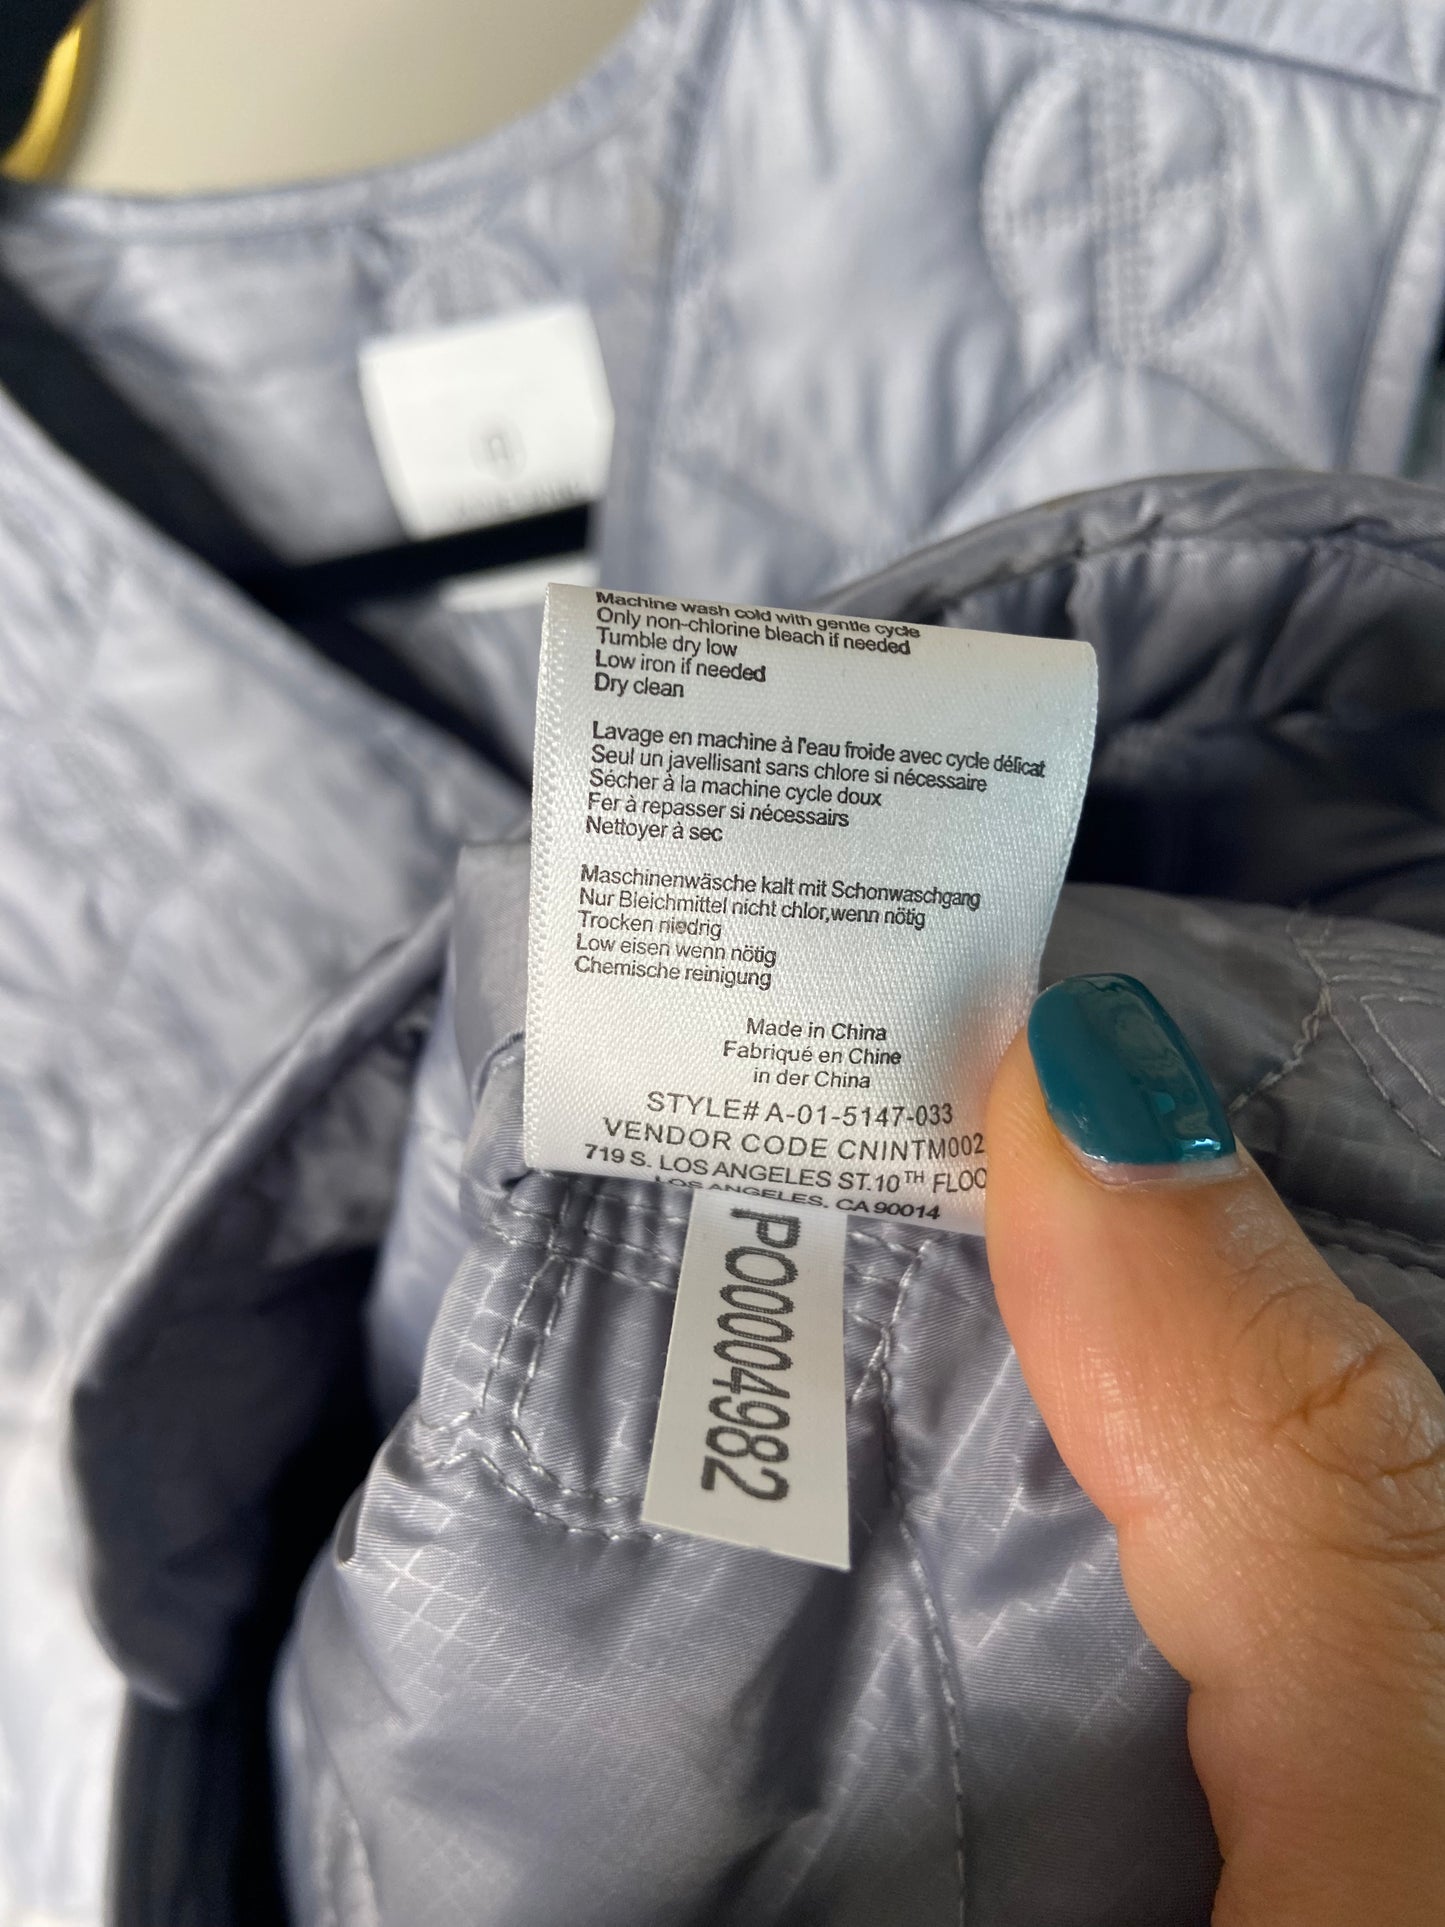 Machine wash cold with gentle cycle
Only non-chlorine bleach if needed
Tumble dry low
Low iron if needed
Dry clean
Lavage en machine à l'eau froide avec cycle délicat
Seul un javellisant sans chlore si nécessaire
Sécher à la machine cycle doux
Fer à repasser si nécessairs
Nettoyer à sec
Maschinenwäsche kalt mit Schonwaschgang
Nur Bleichmittel nicht chlor,wenn nötig
Trocken niedrig
Low eisen wenn nötig
Chemische reinigung
Made in China
Fabriqué en Chine
in der China
STYLE# A-01-5147-033
VENDOR CODE CNINTM002
719 S. LOS ANGELES ST.10TH FLOO
LOS ANGELES, CA 90014
PO004982